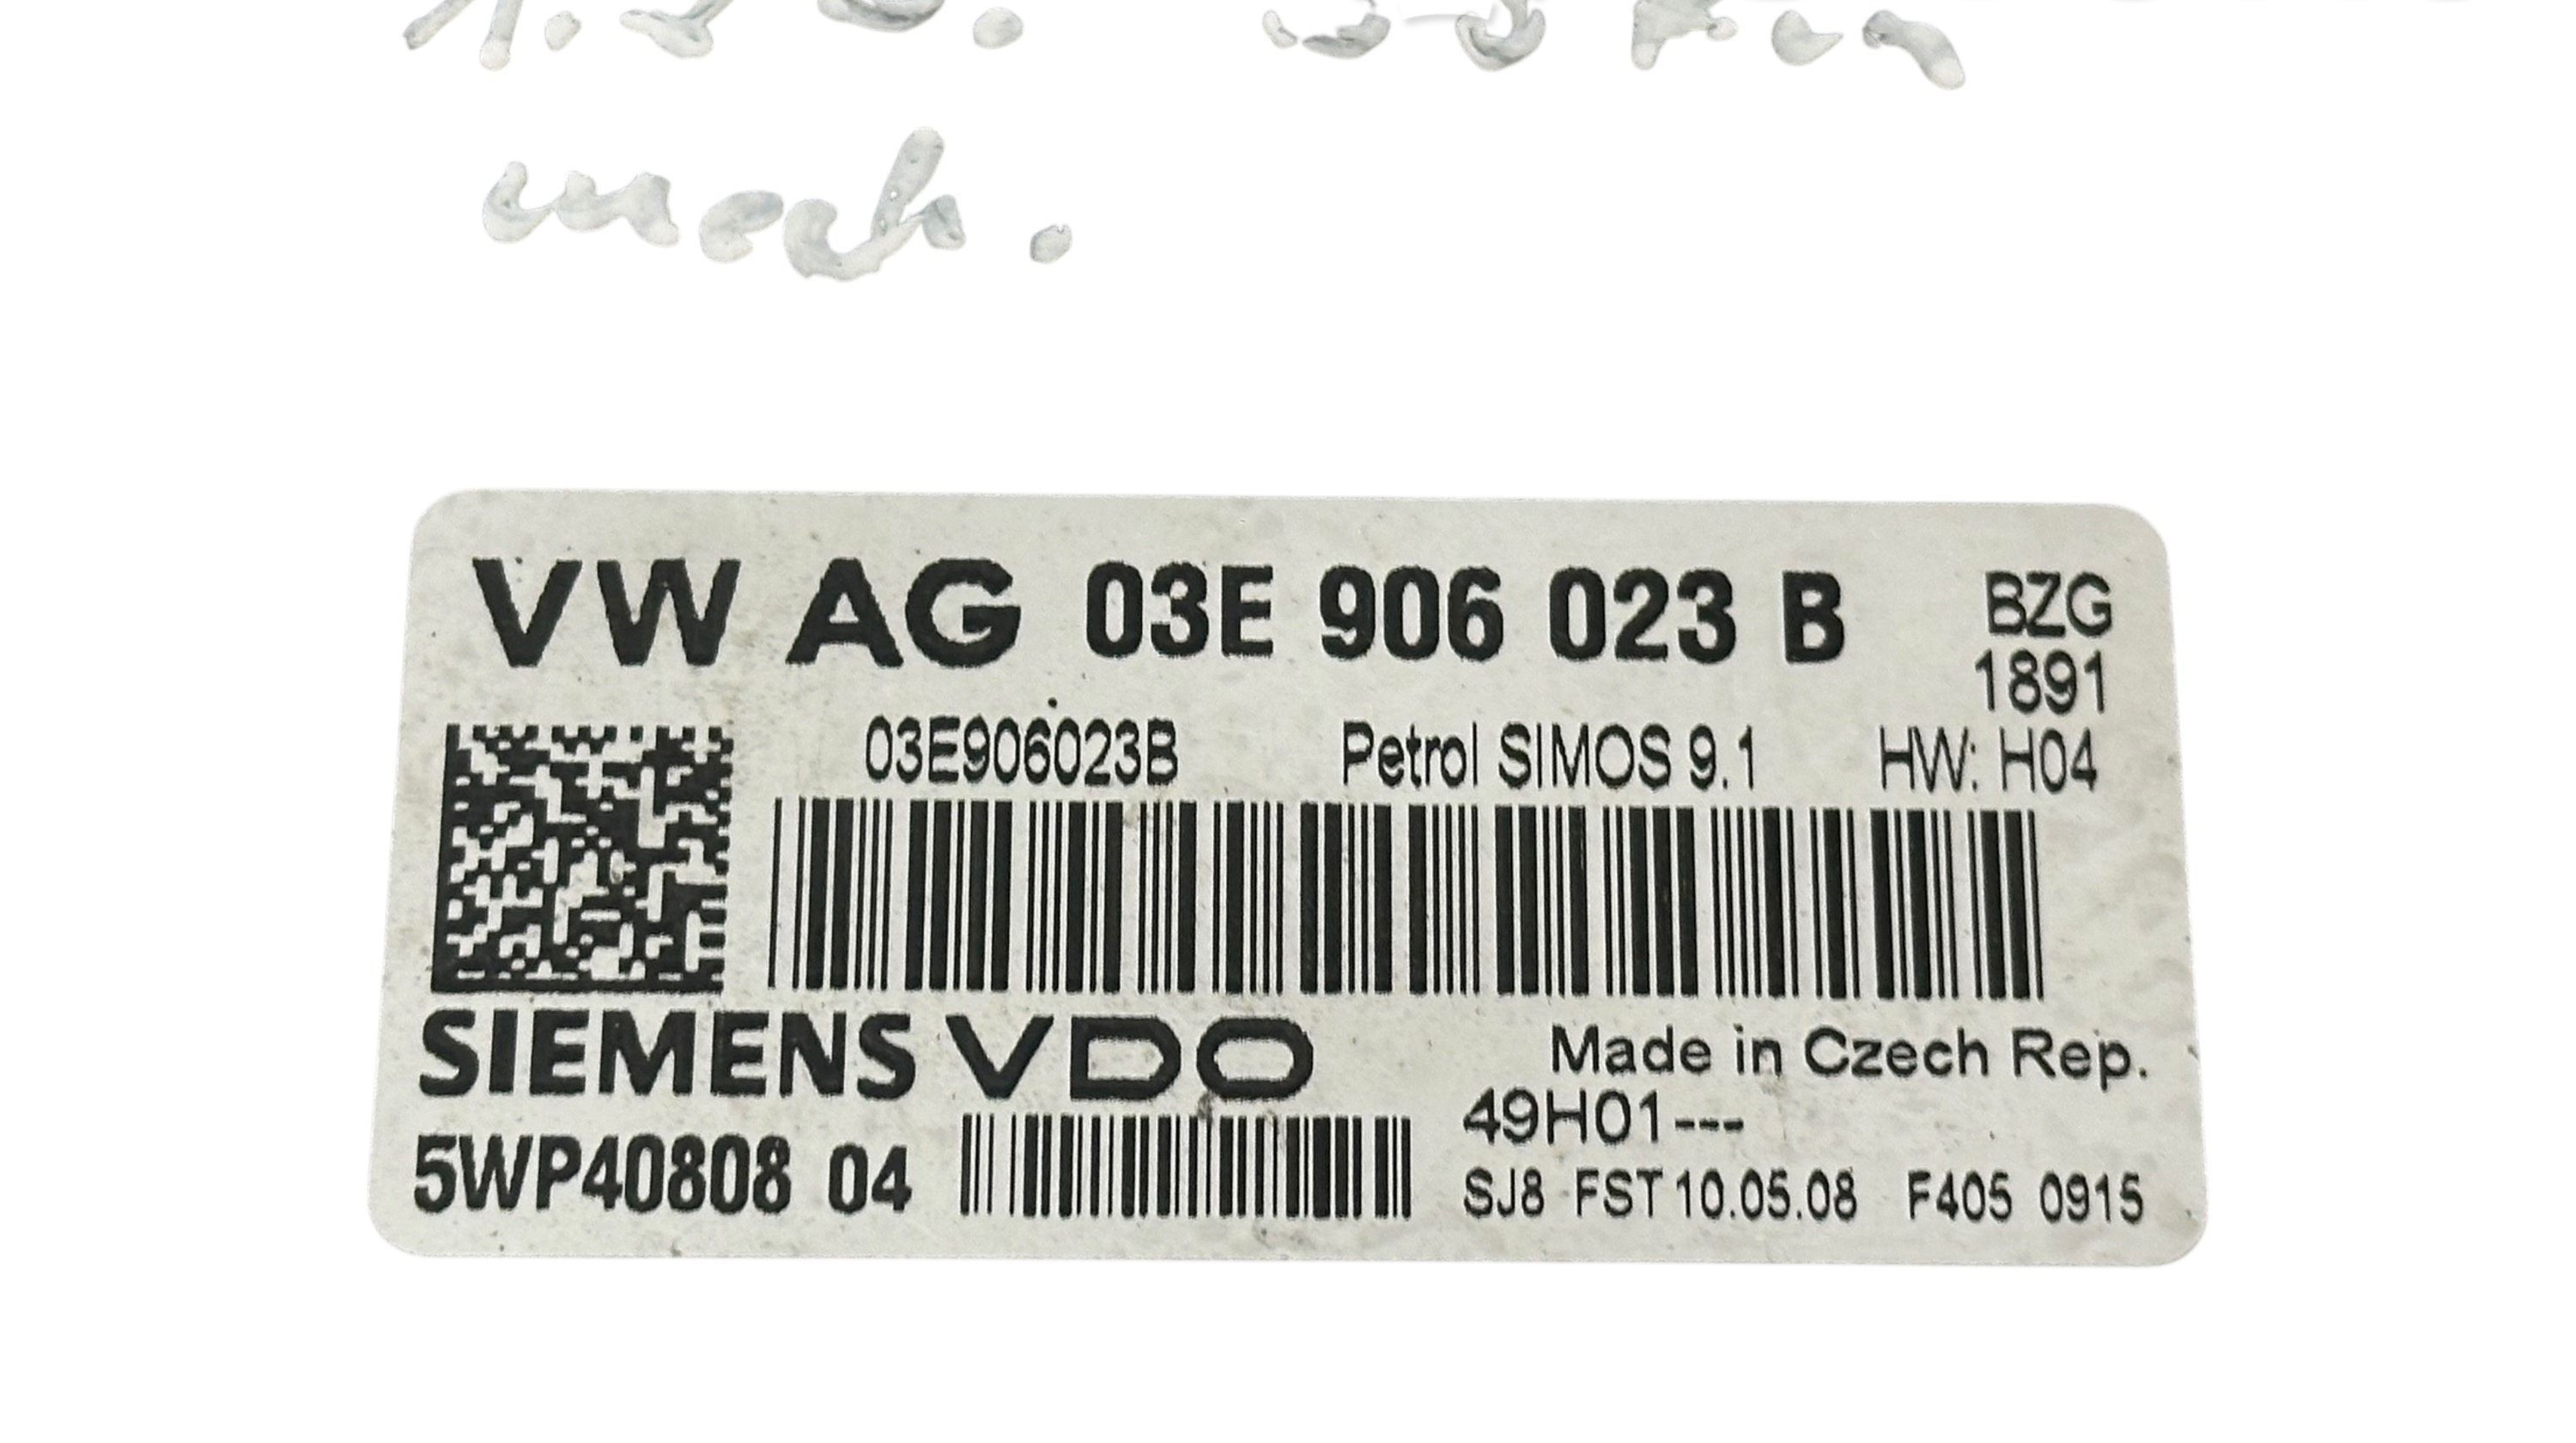 mech.
VW AG 03E 906 023 B BZG
1891
03E906023B Petrol SIMOS 9.1 HW: H04
SIEMENS VDO Made in Czech Rep.
49H01---
5WP40808 04 SJ8 FST 10.05.08 F405 0915